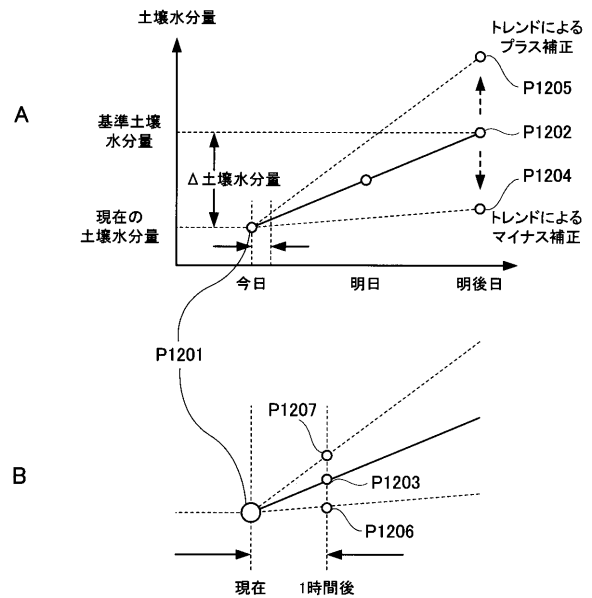 土壌水分量
トレンドによる
プラス補正
P1205
A
基準土壌
水分量
P1202
Δ土壌水分量
P1204
現在の
土壌水分量
トレンドによる
マイナス補正
今日
明日
明後日
P1201
P1207
B
P1203
P1206
現在
1時間後